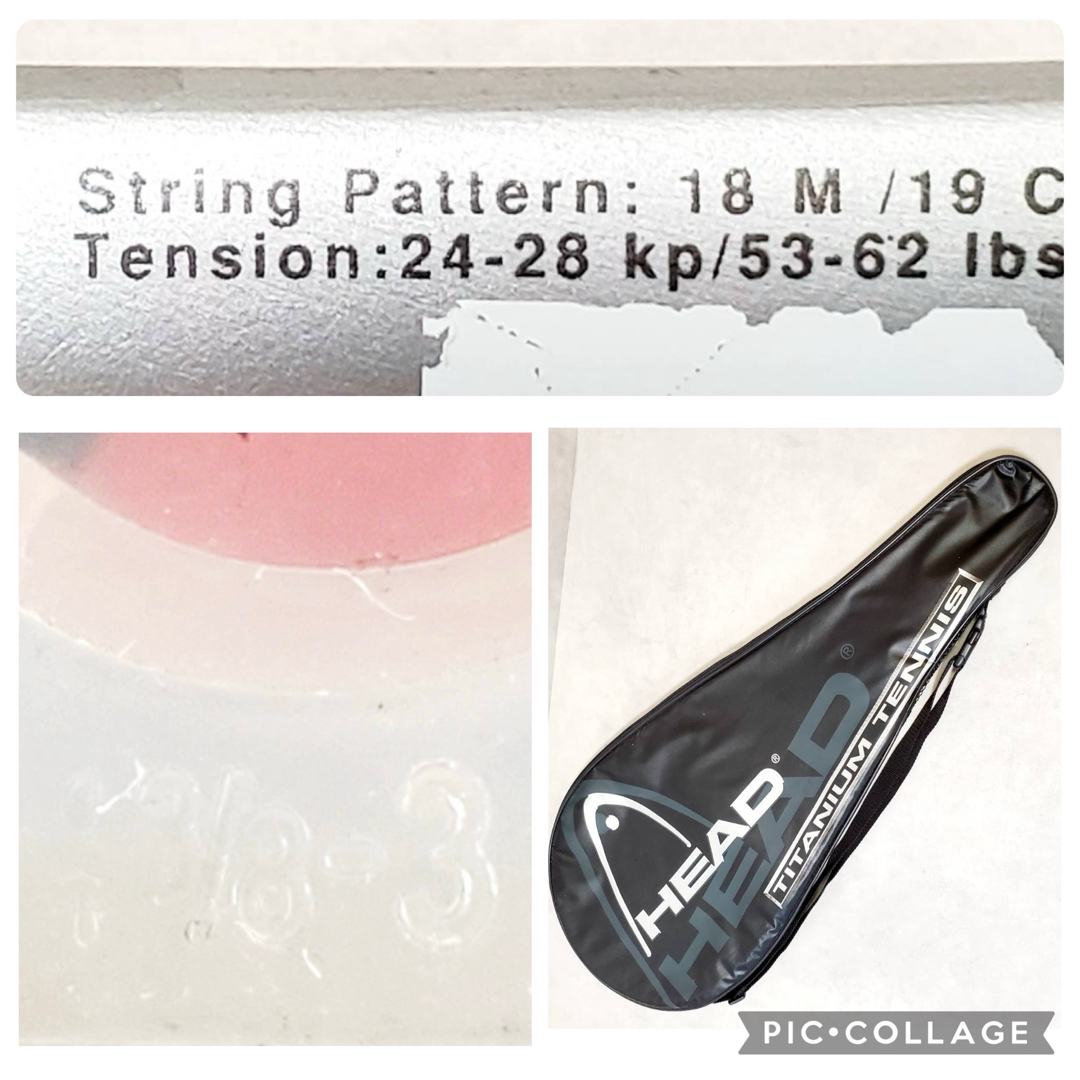 String Pattern: 18 M /19 C
Tension:24-28 kp/53-62 lbs
3/8-3
HEAD®
HEAD®
TITANIUM TENNIS
PIC•COLLAGE